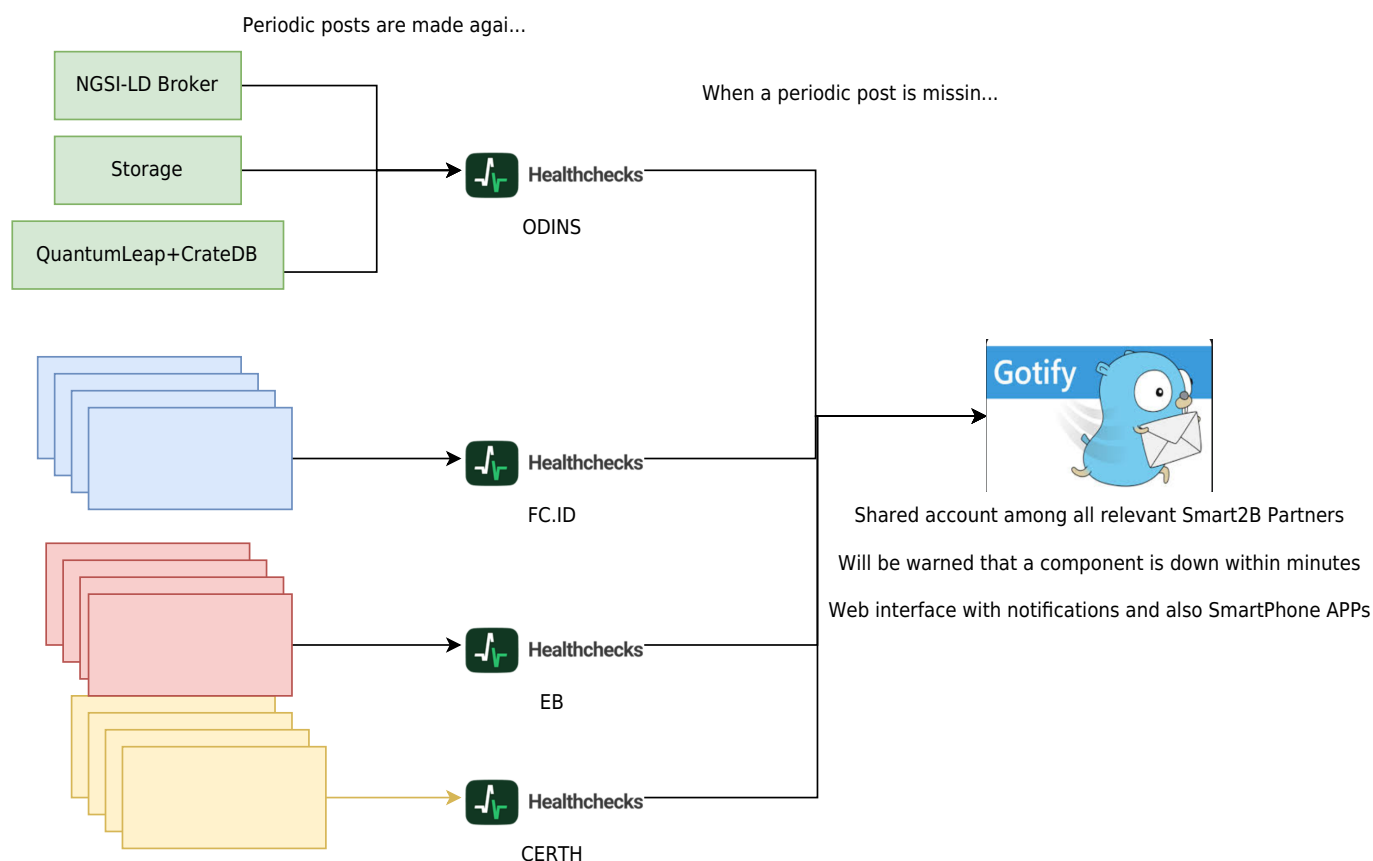 Periodic posts are made agai...
NGSI-LD Broker
When a periodic post is missin...
Storage
Healthchecks
ODINS
QuantumLeap+CrateDB
Gotify
Healthchecks
FC.ID
Shared account among all relevant Smart2B Partners
Will be warned that a component is down within minutes
Web interface with notifications and also SmartPhone APPs
Healthchecks
EB
Healthchecks
CERTH